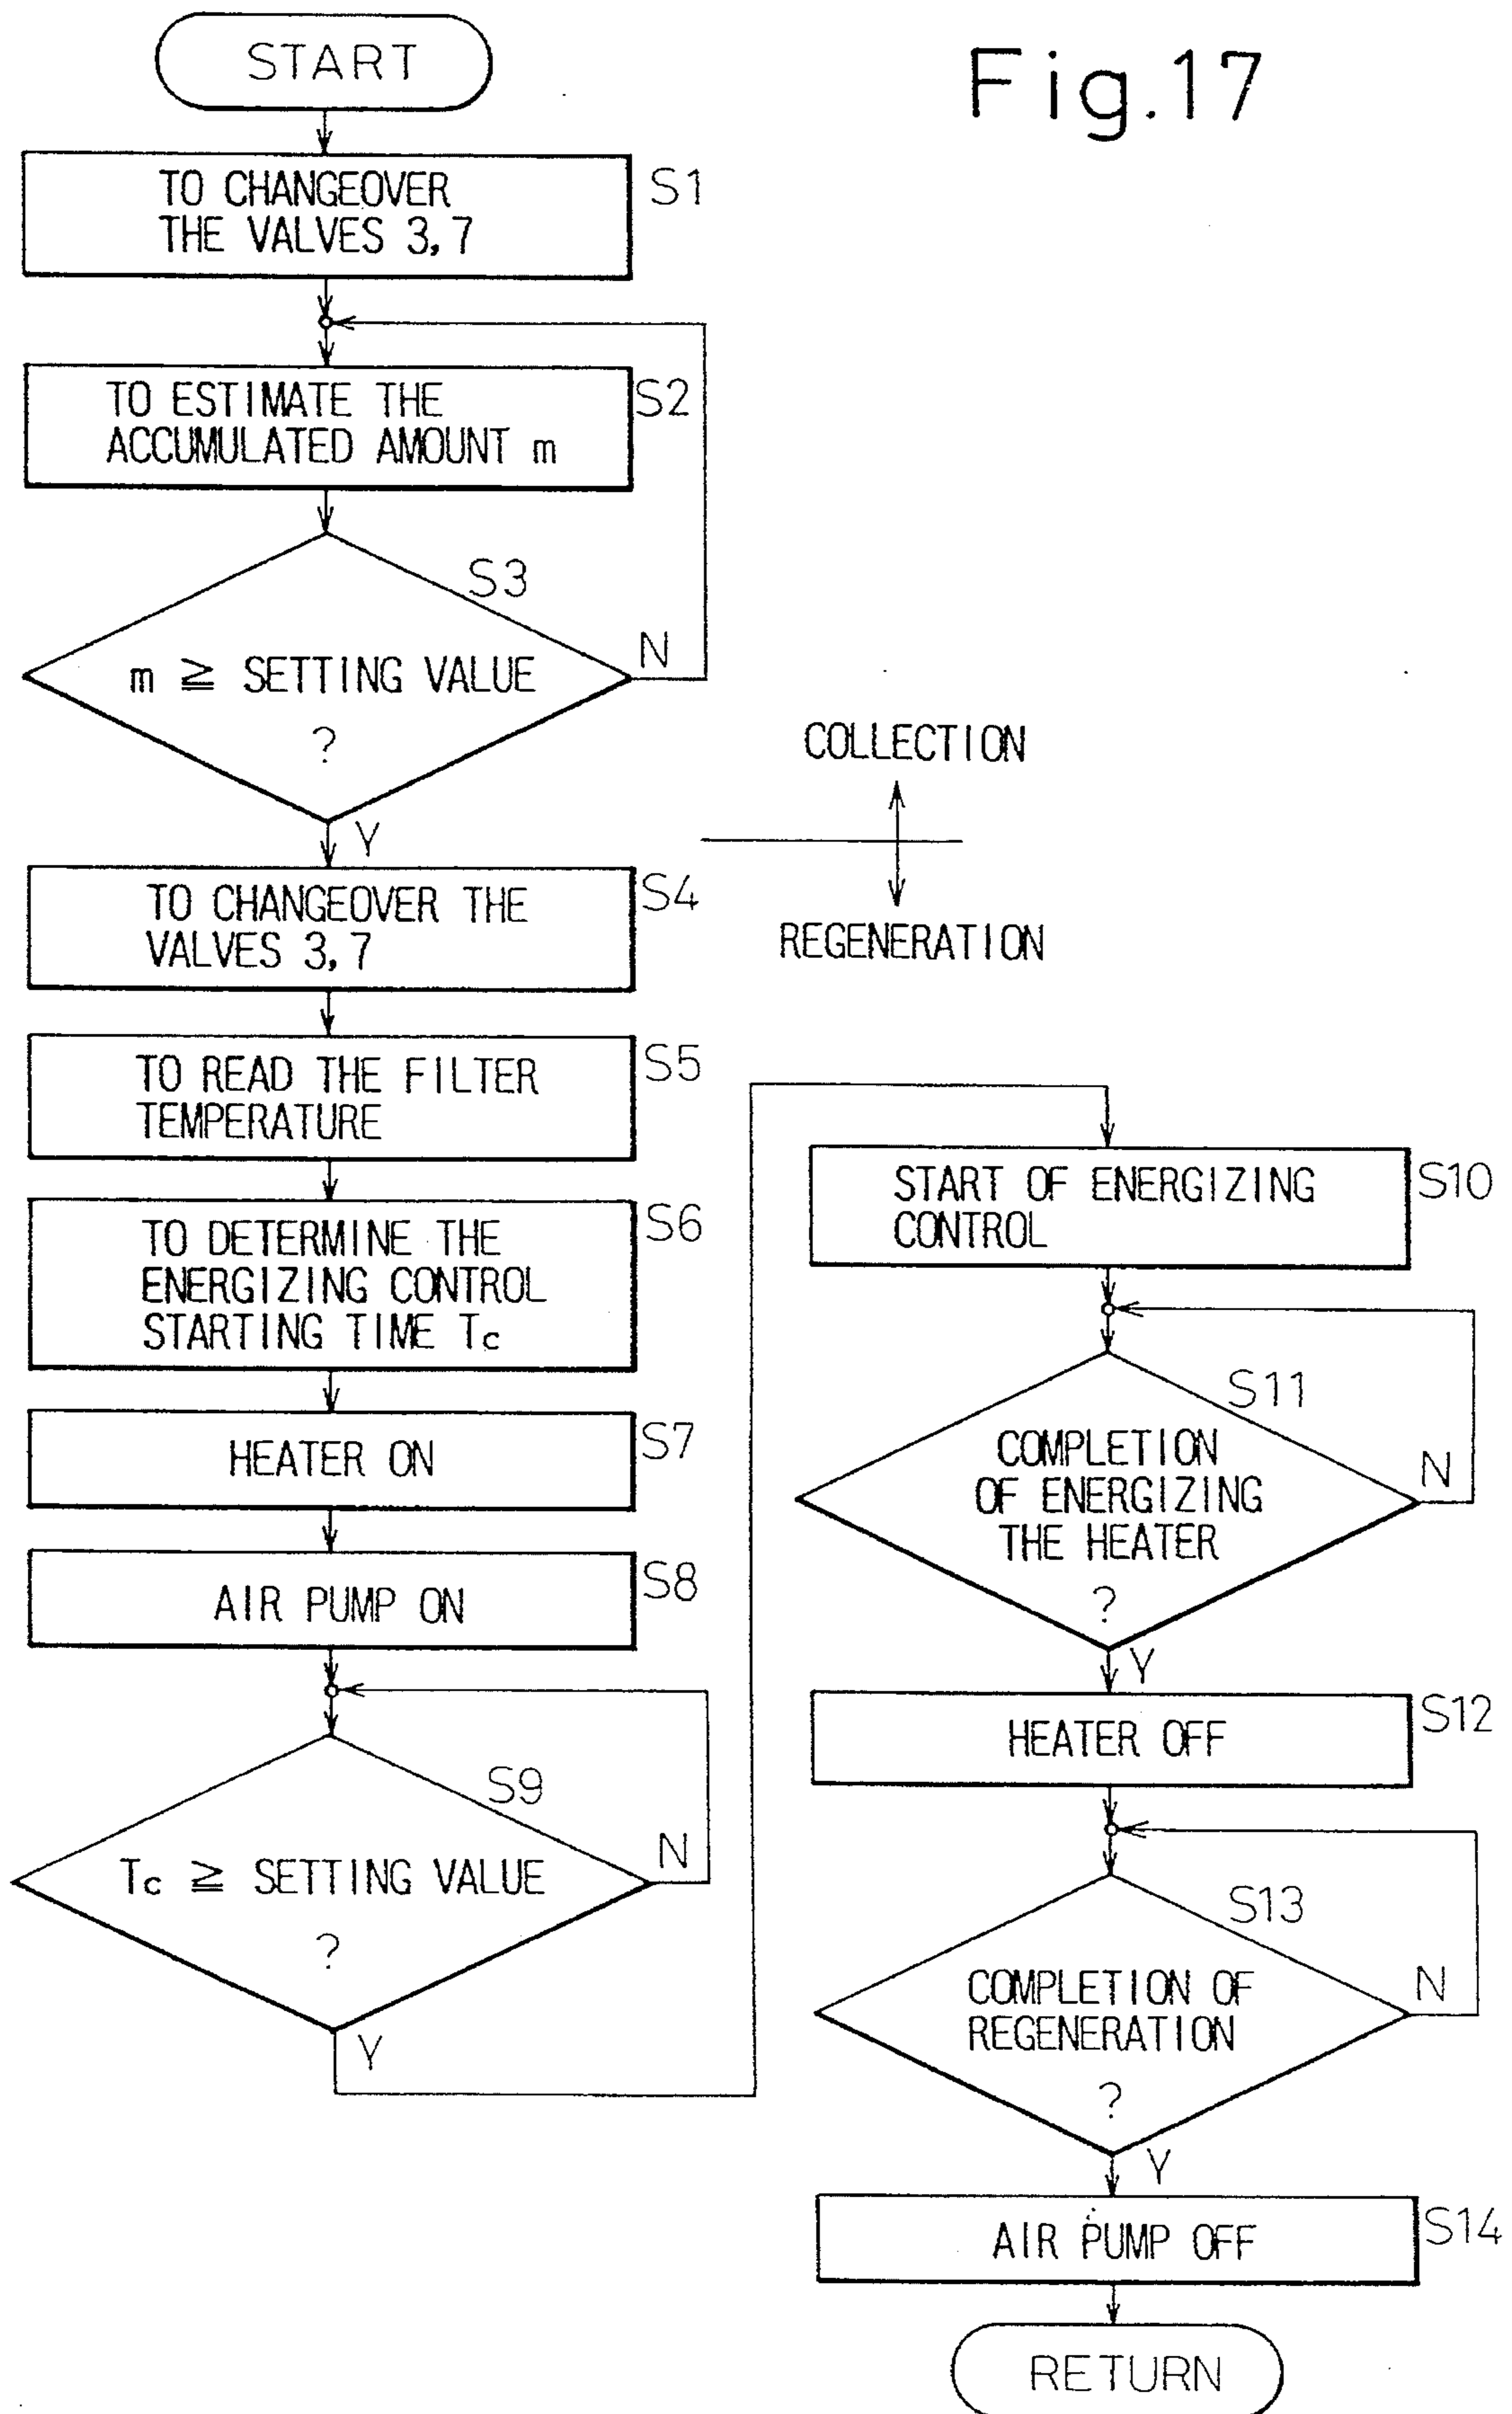 Fig.17
START
TO CHANGEOVER
THE VALVES 3,7
S1
TO ESTIMATE THE
ACCUMULATED AMOUNT m
S2
S3
m ≧ SETTING VALUE
?
N
Y
COLLECTION
REGENERATION
TO CHANGEOVER THE
VALVES 3,7
S4
TO READ THE FILTER
TEMPERATURE
S5
TO DETERMINE THE
ENERGIZING CONTROL
STARTING TIME Tc
S6
HEATER ON
S7
AIR PUMP ON
S8
S9
Tc ≧ SETTING VALUE
?
N
Y
START OF ENERGIZING
CONTROL
S10
S11
COMPLETION
OF ENERGIZING
THE HEATER
?
N
Y
HEATER OFF
S12
S13
COMPLETION OF
REGENERATION
?
N
Y
AIR PUMP OFF
S14
RETURN